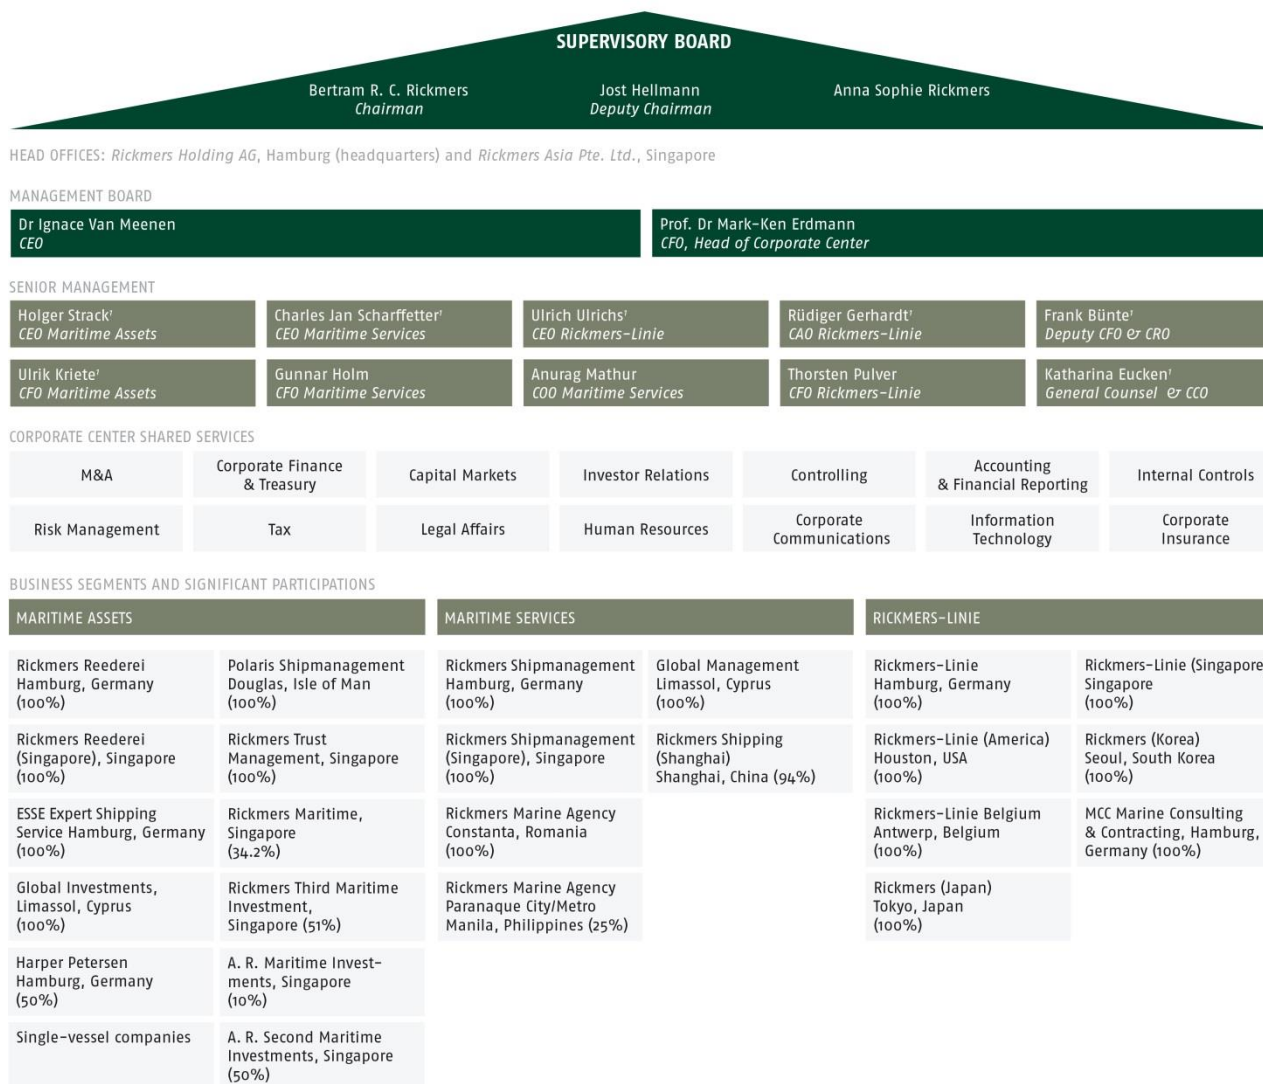 SUPERVISORY BOARD
Bertram R. C. Rickmers
Chairman
Jost Hellmann
Deputy Chairman
Anna Sophie Rickmers
HEAD OFFICES: Rickmers Holding AG, Hamburg (headquarters) and Rickmers Asia Pte. Ltd., Singapore
MANAGEMENT BOARD
Dr Ignace Van Meenen
CEO
Prof. Dr Mark-Ken Erdmann
CFO, Head of Corporate Center
SENIOR MANAGEMENT
Holger Strack¹
CEO Maritime Assets
Charles Jan Scharffetter¹
CEO Maritime Services
Ulrich Ulrichs¹
CEO Rickmers-Linie
Rüdiger Gerhardt¹
CAO Rickmers-Linie
Frank Bünte¹
Deputy CFO & CRO
Ulrik Kriete¹
CFO Maritime Assets
Gunnar Holm
CFO Maritime Services
Anurag Mathur
COO Maritime Services
Thorsten Pulver
CFO Rickmers-Linie
Katharina Eucken¹
General Counsel & CCO
CORPORATE CENTER SHARED SERVICES
M&A
Corporate Finance
& Treasury
Capital Markets
Investor Relations
Controlling
Accounting
& Financial Reporting
Internal Controls
Risk Management
Tax
Legal Affairs
Human Resources
Corporate
Communications
Information
Technology
Corporate
Insurance
BUSINESS SEGMENTS AND SIGNIFICANT PARTICIPATIONS
MARITIME ASSETS
Rickmers Reederei
Hamburg, Germany
(100%)
Rickmers Reederei
(Singapore), Singapore
(100%)
ESSE Expert Shipping
Service Hamburg, Germany
(100%)
Global Investments,
Limassol, Cyprus
(100%)
Harper Petersen
Hamburg, Germany
(50%)
Single-vessel companies
Polaris Shipmanagement
Douglas, Isle of Man
(100%)
Rickmers Trust
Management, Singapore
(100%)
Rickmers Maritime,
Singapore
(34.2%)
Rickmers Third Maritime
Investment,
Singapore (51%)
A. R. Maritime Invest-
ments, Singapore
(10%)
A. R. Second Maritime
Investments, Singapore
(50%)
MARITIME SERVICES
Rickmers Shipmanagement
Hamburg, Germany
(100%)
Rickmers Shipmanagement
(Singapore), Singapore
(100%)
Rickmers Marine Agency
Constanta, Romania
(100%)
Rickmers Marine Agency
Paranaque City/Metro
Manila, Philippines (25%)
Global Management
Limassol, Cyprus
(100%)
Rickmers Shipping
(Shanghai)
Shanghai, China (94%)
RICKMERS-LINIE
Rickmers-Linie
Hamburg, Germany
(100%)
Rickmers-Linie (America)
Houston, USA
(100%)
Rickmers-Linie Belgium
Antwerp, Belgium
(100%)
Rickmers (Japan)
Tokyo, Japan
(100%)
Rickmers-Linie (Singapore
Singapore
(100%)
Rickmers (Korea)
Seoul, South Korea
(100%)
MCC Marine Consulting
& Contracting, Hamburg,
Germany (100%)